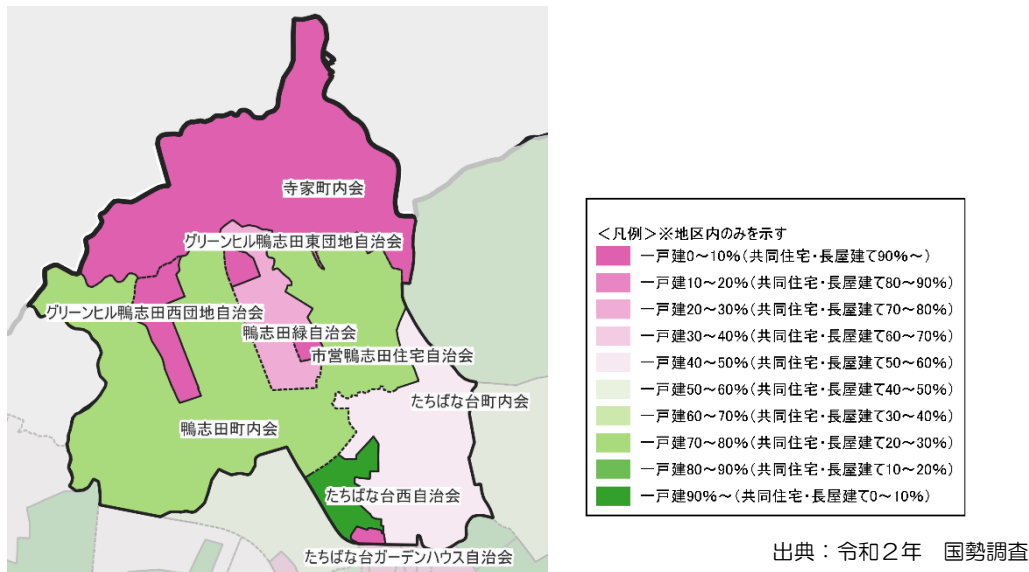 寺家町内会
グリーンヒル鴨志田東団地自治会
グリーンヒル鴨志田西団地自治会
鴨志田緑自治会
市営鴨志田住宅自治会
たちばな台町内会
鴨志田町内会
たちばな台西自治会
たちばな台ガーデンハウス自治会
<凡例>※地区内のみを示す
一戸建0~10%(共同住宅・長屋建て90%~)
一戸建10~20%(共同住宅・長屋建て80~90%)
一戸建20~30%(共同住宅・長屋建て70~80%)
一戸建30~40%(共同住宅・長屋建て60~70%)
一戸建40~50%(共同住宅・長屋建て50~60%)
一戸建50~60%(共同住宅・長屋建て40~50%)
一戸建60~70%(共同住宅・長屋建て30~40%)
一戸建70~80%(共同住宅・長屋建て20~30%)
一戸建80~90%(共同住宅・長屋建て10~20%)
一戸建90%~(共同住宅・長屋建て0~10%)
出典:令和2年 国勢調査